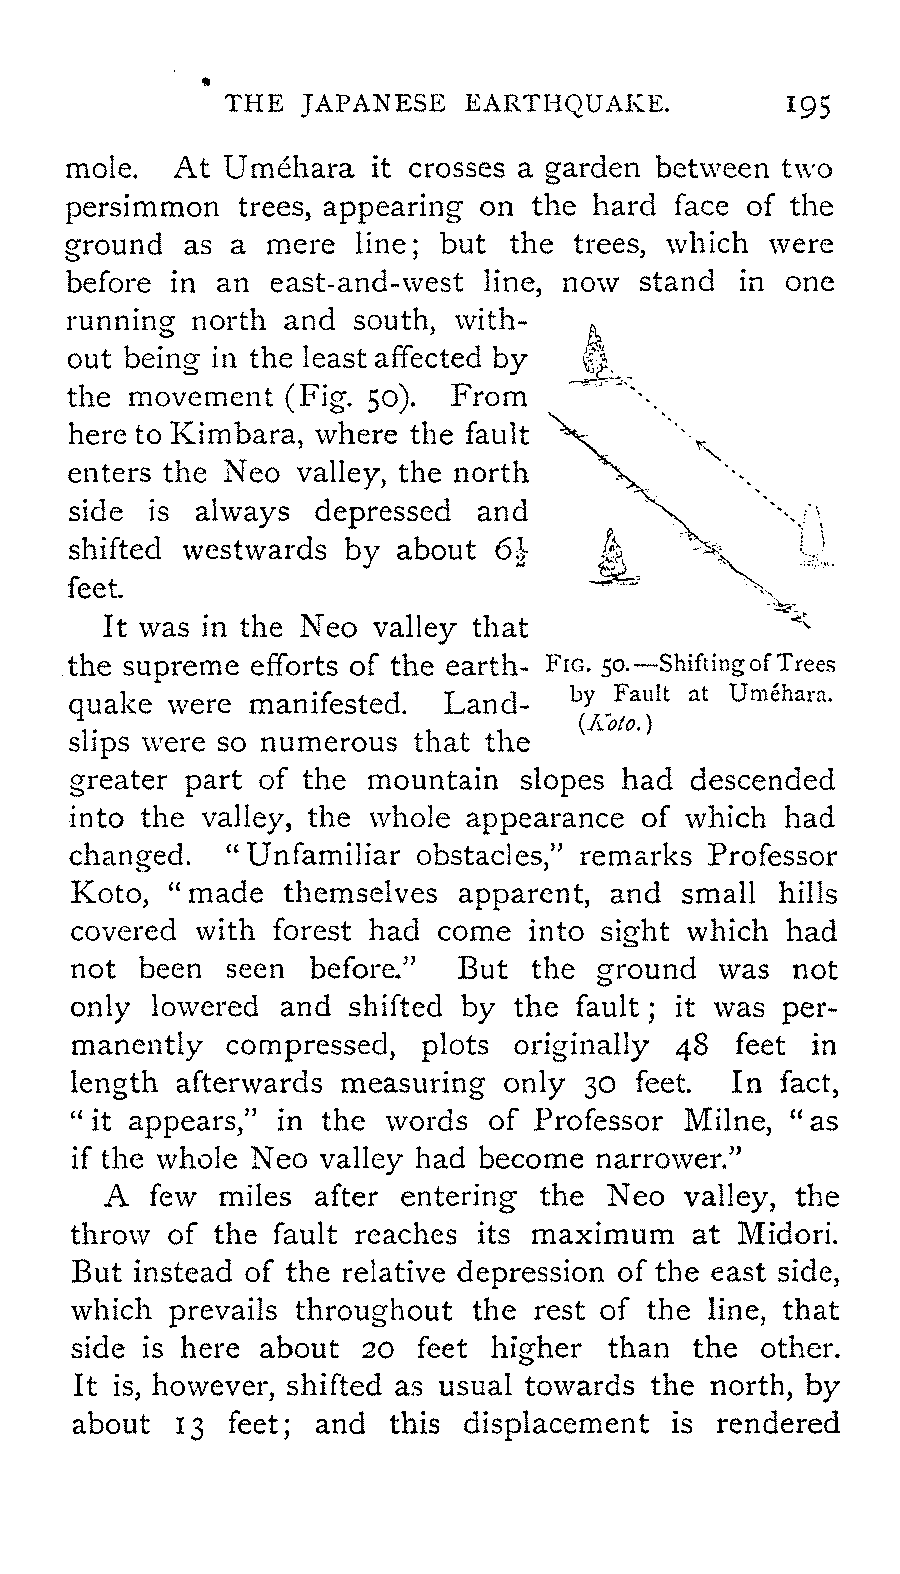 THE JAPANESE EARTHQUAKE. 195
mole. At Uméhara it crosses a garden between two
persimmon trees, appearing on the hard face of the
ground as a mere line; but the trees, which were
before in an east-and-west line, now stand in one
running north and south, with-
out being in the least affected by
the movement (Fig. 50). From
here to Kimbara, where the fault
enters the Neo valley, the north
side is always depressed and
shifted westwards by about 6½
feet.
It was in the Neo valley that
the supreme efforts of the earth-
quake were manifested. Land-
slips were so numerous that the
FIG. 50.—Shifting of Trees
by Fault at Uméhara.
(Koto.)
greater part of the mountain slopes had descended
into the valley, the whole appearance of which had
changed. “Unfamiliar obstacles,” remarks Professor
Koto, “made themselves apparent, and small hills
covered with forest had come into sight which had
not been seen before.” But the ground was not
only lowered and shifted by the fault; it was per-
manently compressed, plots originally 48 feet in
length afterwards measuring only 30 feet. In fact,
“it appears,” in the words of Professor Milne, “as
if the whole Neo valley had become narrower.”
A few miles after entering the Neo valley, the
throw of the fault reaches its maximum at Midori.
But instead of the relative depression of the east side,
which prevails throughout the rest of the line, that
side is here about 20 feet higher than the other.
It is, however, shifted as usual towards the north, by
about 13 feet; and this displacement is rendered